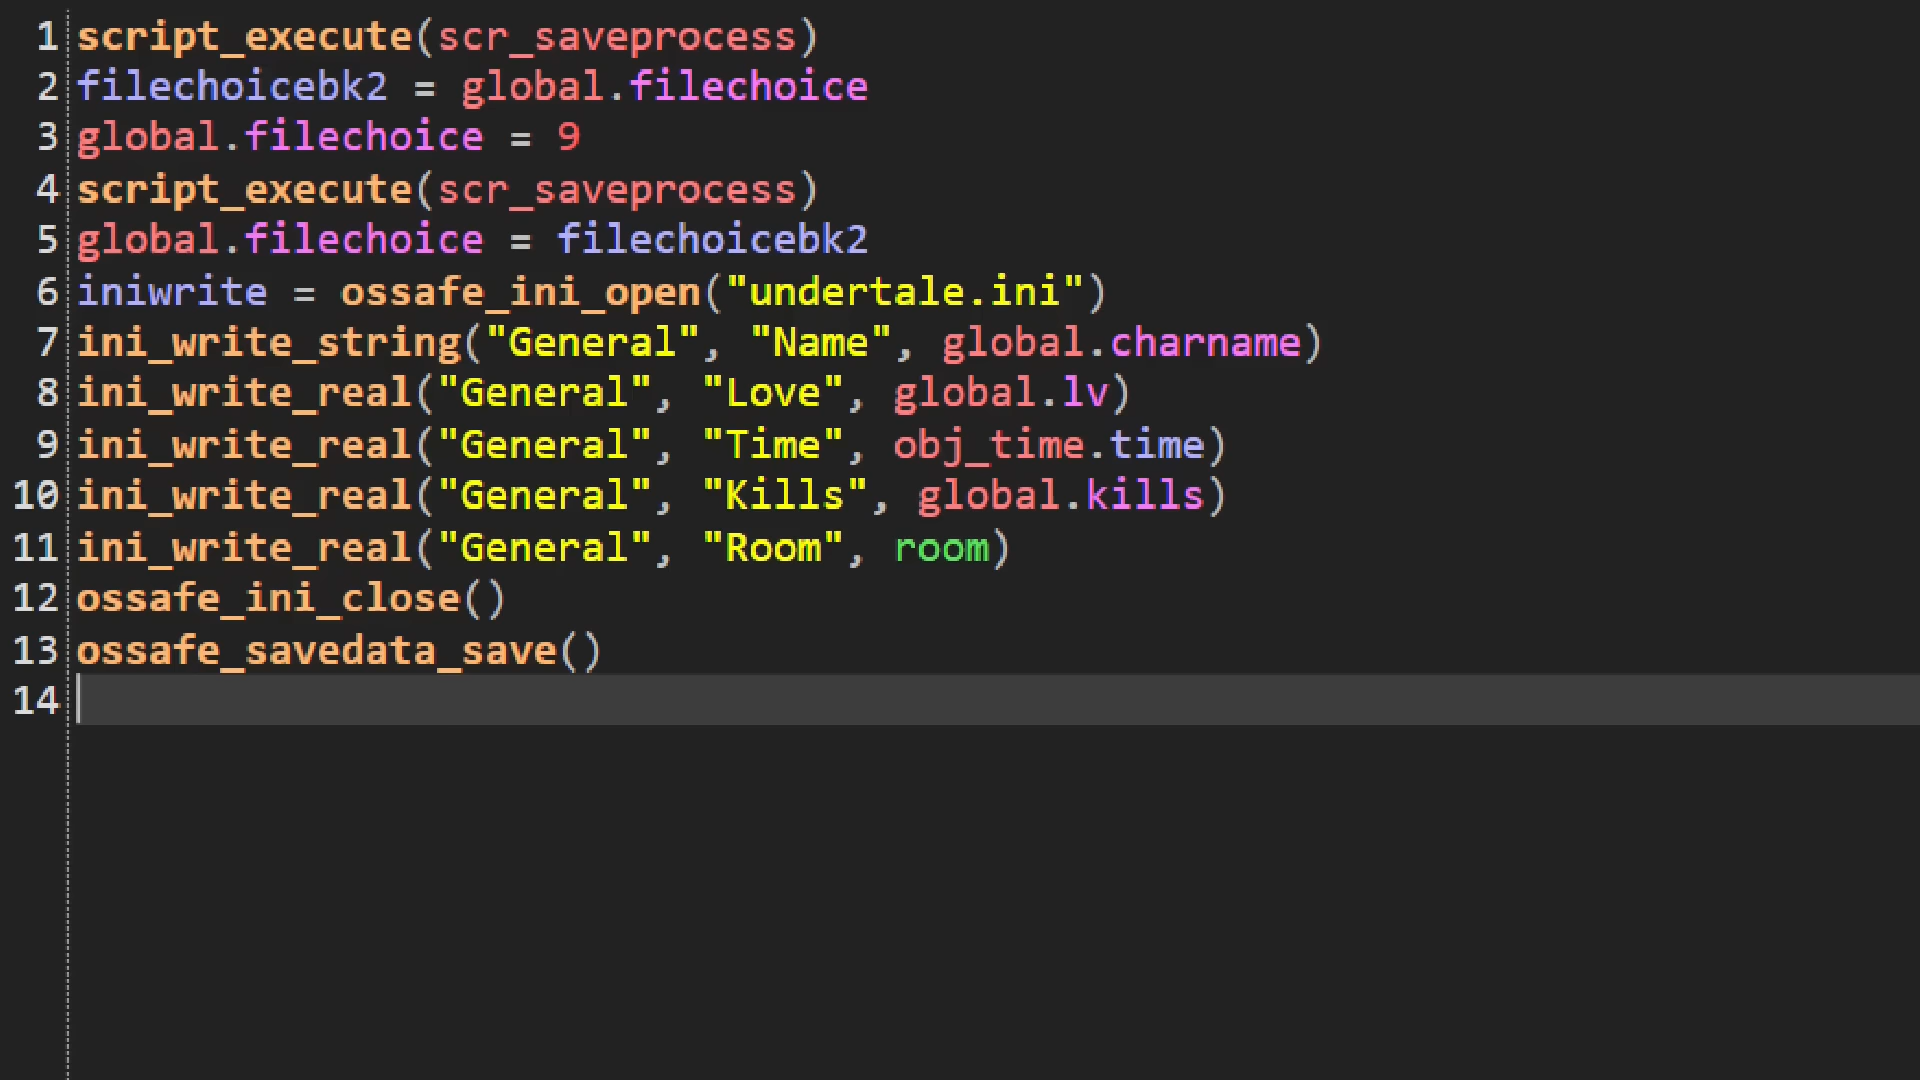 1 script_execute(scr_saveprocess)
2 filechoicebk2 = global.filechoice
3 global.filechoice = 9
4 script_execute(scr_saveprocess)
5 global.filechoice = filechoicebk2
6 iniwrite = ossafe_ini_open("undertale.ini")
7 ini_write_string("General", "Name", global.charname)
8 ini_write_real("General", "Love", global.lv)
9 ini_write_real("General", "Time", obj_time.time)
10 ini_write_real("General", "Kills", global.kills)
11 ini_write_real("General", "Room", room)
12 ossafe_ini_close()
13 ossafe_savedata_save()
14